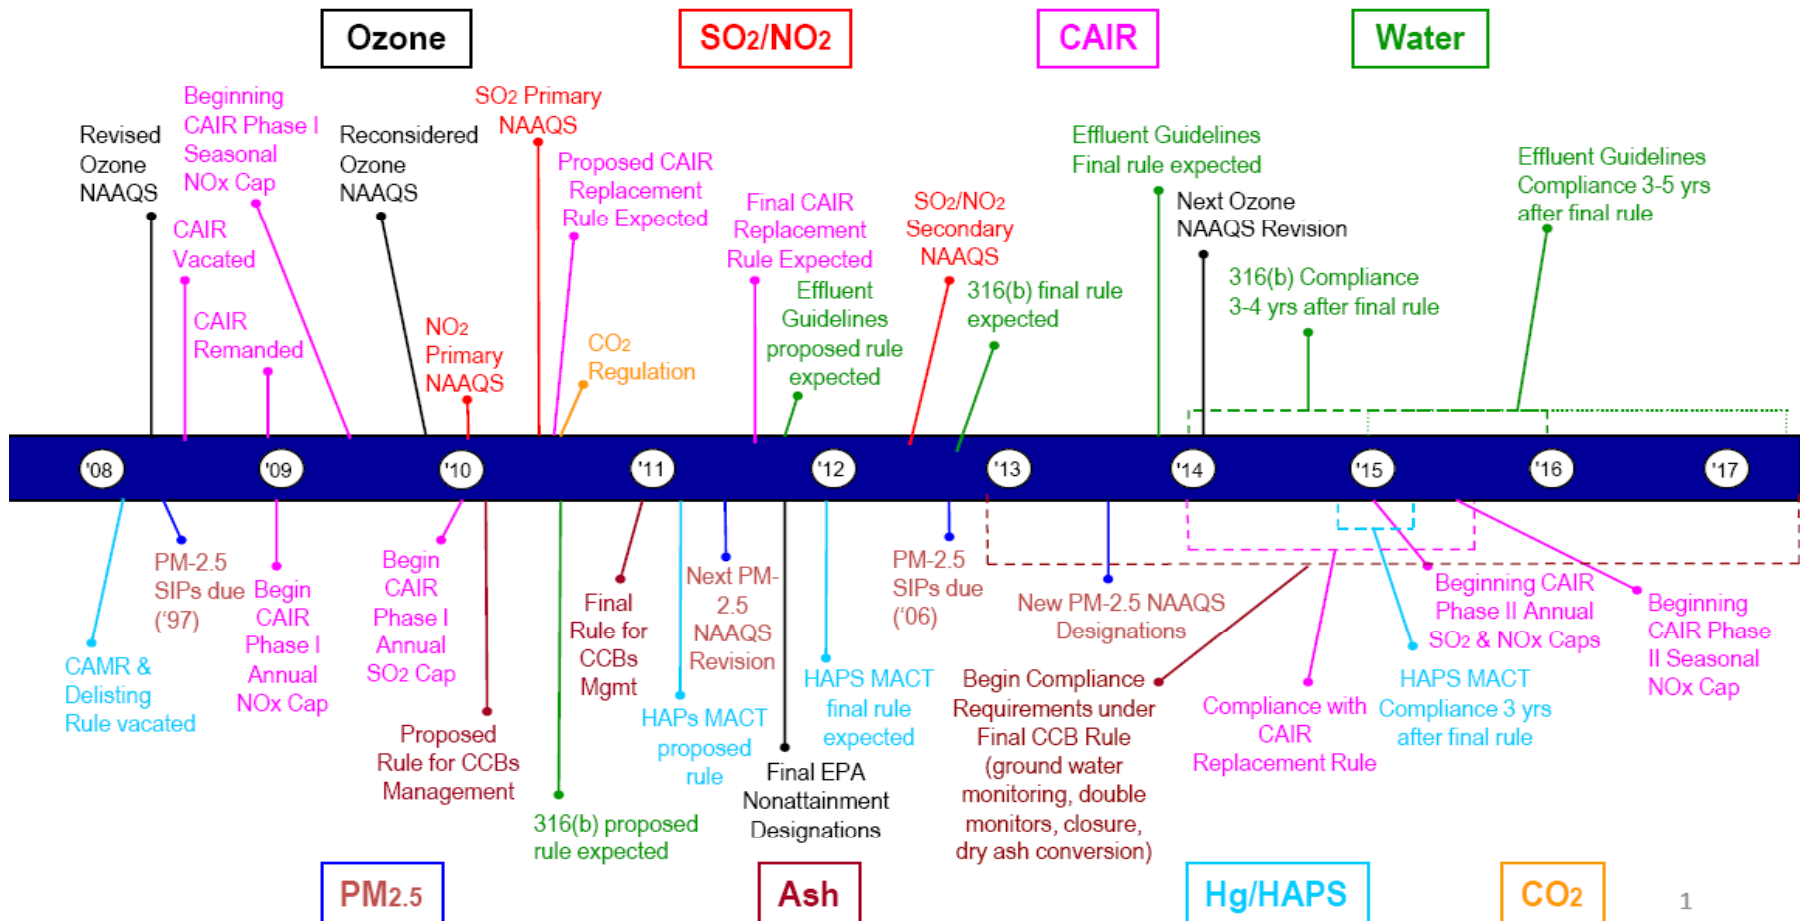 Ozone
SO2/NO2
CAIR
Water
Revised
Ozone
NAAQS
Beginning
CAIR Phase I
Seasonal
NOx Cap
CAIR
Vacated
CAIR
Remanded
Reconsidered
Ozone
NAAQS
NO2
Primary
NAAQS
SO2 Primary
NAAQS
Proposed CAIR
Replacement
Rule Expected
CO2
Regulation
Final CAIR
Replacement
Rule Expected
Effluent
Guidelines
proposed rule
expected
SO2/NO2
Secondary
NAAQS
316(b) final rule
expected
Effluent Guidelines
Final rule expected
Next Ozone
NAAQS Revision
316(b) Compliance
3-4 yrs after final rule
Effluent Guidelines
Compliance 3-5 yrs
after final rule
'08
'09
'10
'11
'12
'13
'14
'15
'16
'17
CAMR &
Delisting
Rule vacated
PM-2.5
SIPs due
('97)
Begin
CAIR
Phase I
Annual
NOx Cap
Begin
CAIR
Phase I
Annual
SO2 Cap
Proposed
Rule for CCBs
Management
316(b) proposed
rule expected
Final
Rule for
CCBs
Mgmt
HAPs MACT
proposed
rule
Next PM-
2.5
NAAQS
Revision
Final EPA
Nonattainment
Designations
HAPS MACT
final rule
expected
PM-2.5
SIPs due
('06)
New PM-2.5 NAAQS
Designations
Begin Compliance
Requirements under
Final CCB Rule
(ground water
monitoring, double
monitors, closure,
dry ash conversion)
Compliance with
CAIR
Replacement Rule
HAPS MACT
Compliance 3 yrs
after final rule
Beginning CAIR
Phase II Annual
SO2 & NOx Caps
Beginning
CAIR Phase
II Seasonal
NOx Cap
PM2.5
Ash
Hg/HAPS
CO2
1